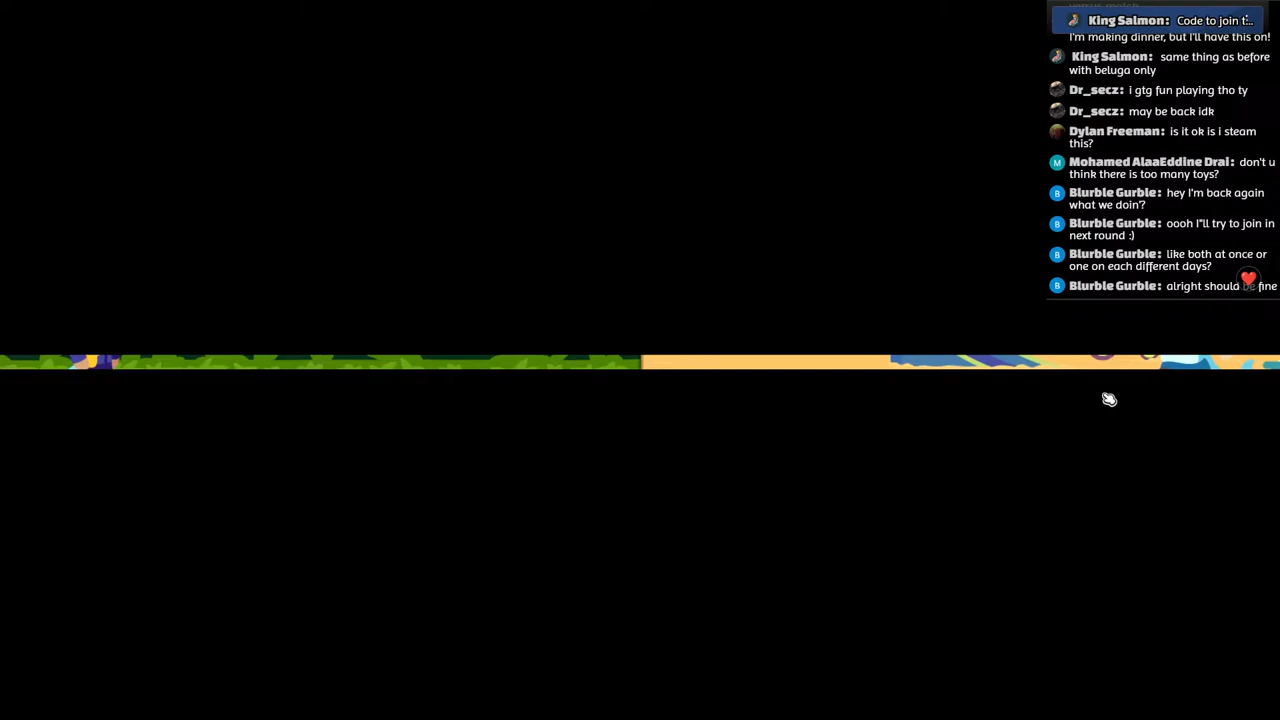 King Salmon: Code to join t...
I'm making dinner, but I'll have this on!
King Salmon: same thing as before
with beluga only
Dr_secz: i gtg fun playing tho ty
Dr_secz: may be back idk
Dylan Freeman: is it ok is i steam
this?
M
Mohamed AlaaEddine Drai: don't u
think there is too many toys?
B
Blurble Gurble: hey I'm back again
what we doin?
B
Blurble Gurble: oooh I"ll try to join in
next round :)
B
Blurble Gurble: like both at once or
one on each different days?
B
Blurble Gurble: alright should be fine